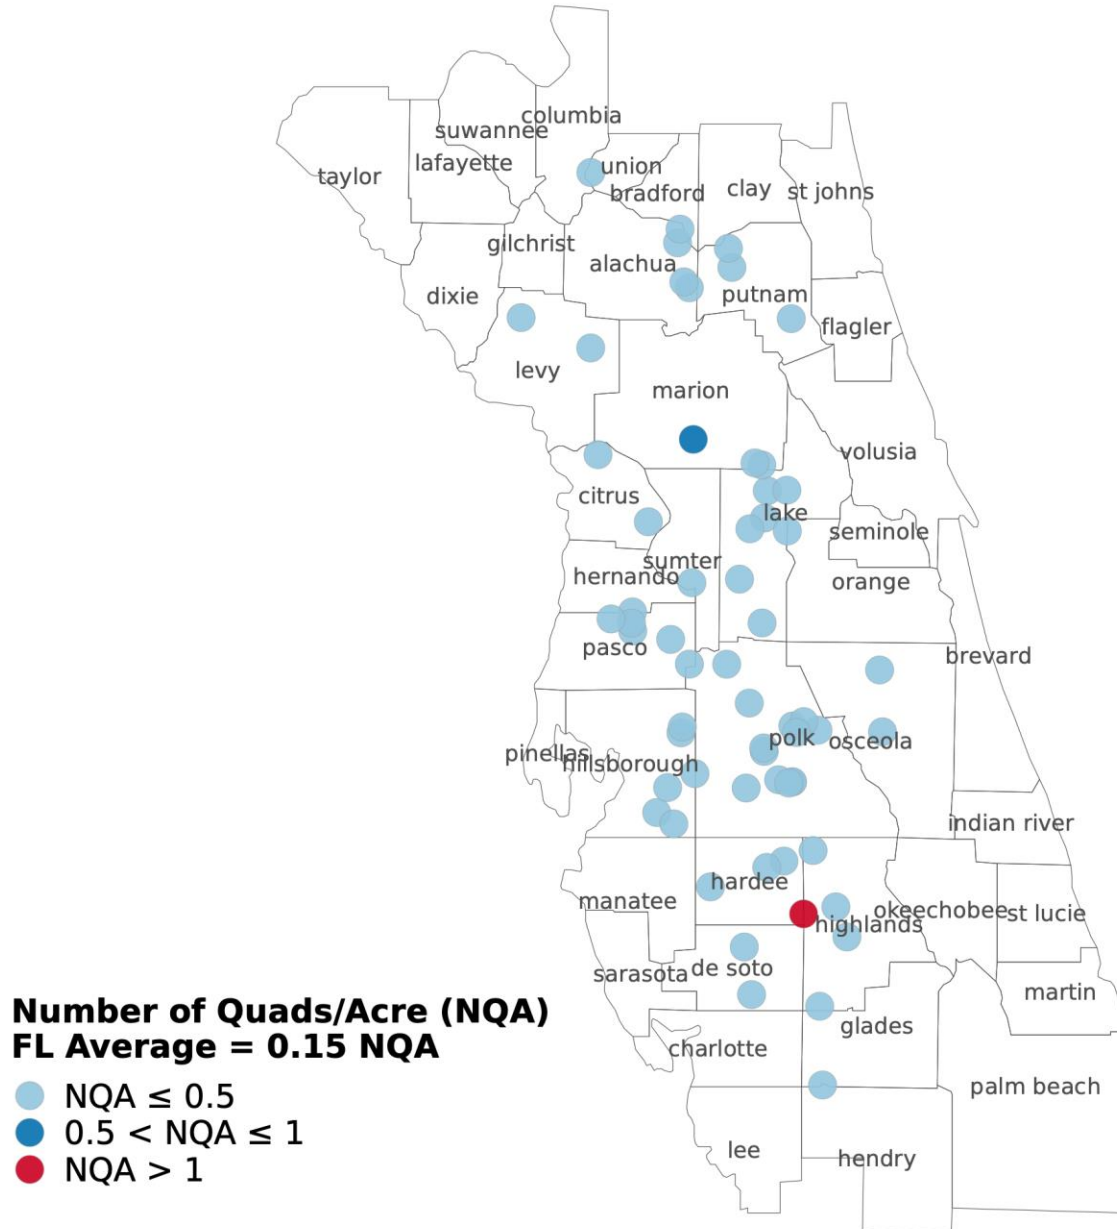 columbia
suwannee
lafayette
union
taylor
bradford
clay
st johns
gilchrist
alachua
dixie
putnam
flagler
levy
marion
volusia
citrus
lake
seminole
sumter
hernando
orange
pasco
brevard
polk
osceola
pinellas
hillsborough
indian river
hardee
manatee
okeechobee
st lucie
highlands
de soto
sarasota
martin
Number of Quads/Acre (NQA)
FL Average = 0.15 NQA
glades
charlotte
palm beach
NQA ≤ 0.5
0.5 < NQA ≤ 1
lee
hendry
NQA > 1